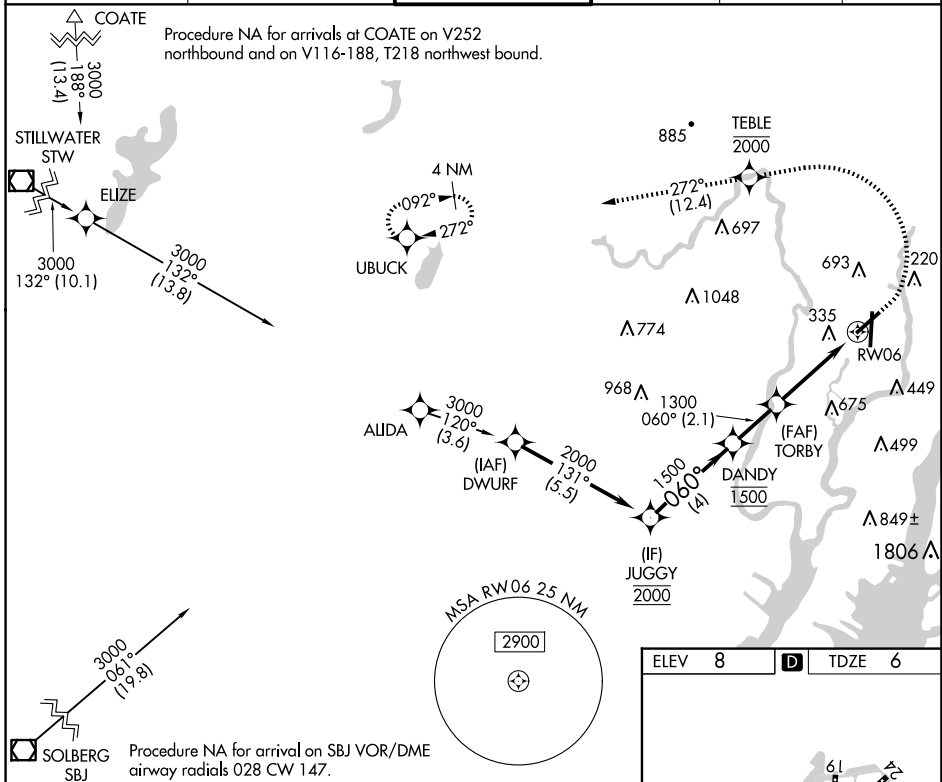 COATE
Procedure NA for arrivals at COATE on V252
northbound and on V116-188, T218 northwest bound.
3000
188°
(13.4)
STILLWATER
STW
ELIZE
3000
132° (10.1)
3000
132°
(13.8)
4 NM
092°
272°
UBUCK
885
TEBLE
2000
272°
(12.4)
697
693
220
1048
774
335
RW06
968
1300
060° (2.1)
449
675
(FAF)
TORBY
499
ALIDA
3000
120°
(3.6)
(IAF)
DWURF
2000
131°
(5.5)
1500
060°
(4)
DANDY
1500
849±
1806
(IF)
JUGGY
2000
MSA RW06 25 NM
2900
3000
061°
(19.8)
SOLBERG
SBJ
Procedure NA for arrival on SBJ VOR/DME
airway radials 028 CW 147.
ELEV 8
D
TDZE 6
19
24